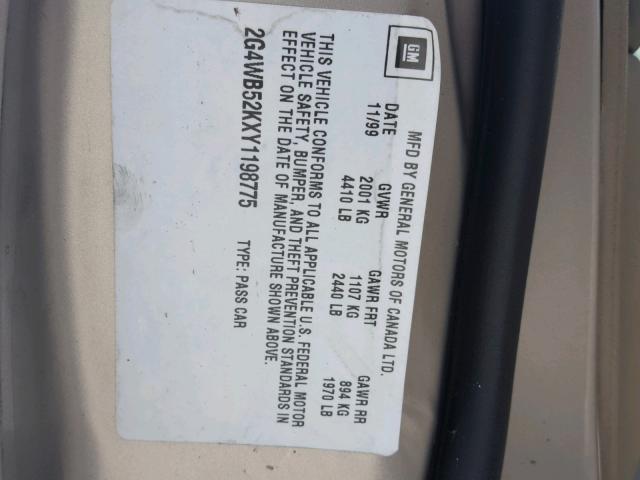 GM
MFD BY GENERAL MOTORS OF CANADA LTD.
DATE GVWR GAWR FRT GAWR RR
11/99 2001 KG 1107 KG 894 KG
4410 LB 2440 LB 1970 LB
THIS VEHICLE CONFORMS TO ALL APPLICABLE U.S. FEDERAL MOTOR
VEHICLE SAFETY, BUMPER, AND THEFT PREVENTION STANDARDS IN
EFFECT ON THE DATE OF MANUFACTURE SHOWN ABOVE.
2G4WB52KXY1198775 TYPE: PASS CAR